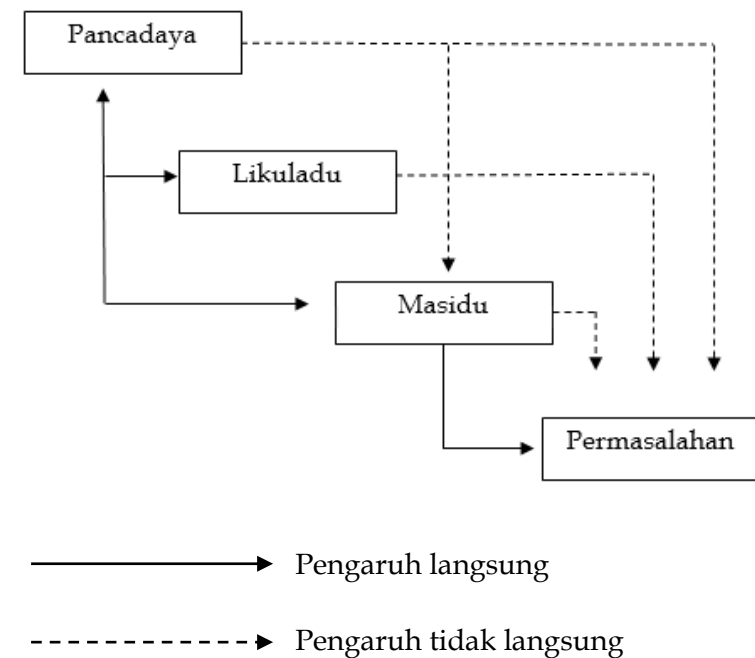 Pancadaya
Likuladu
Masidu
Permasalahan
Pengaruh langsung
Pengaruh tidak langsung